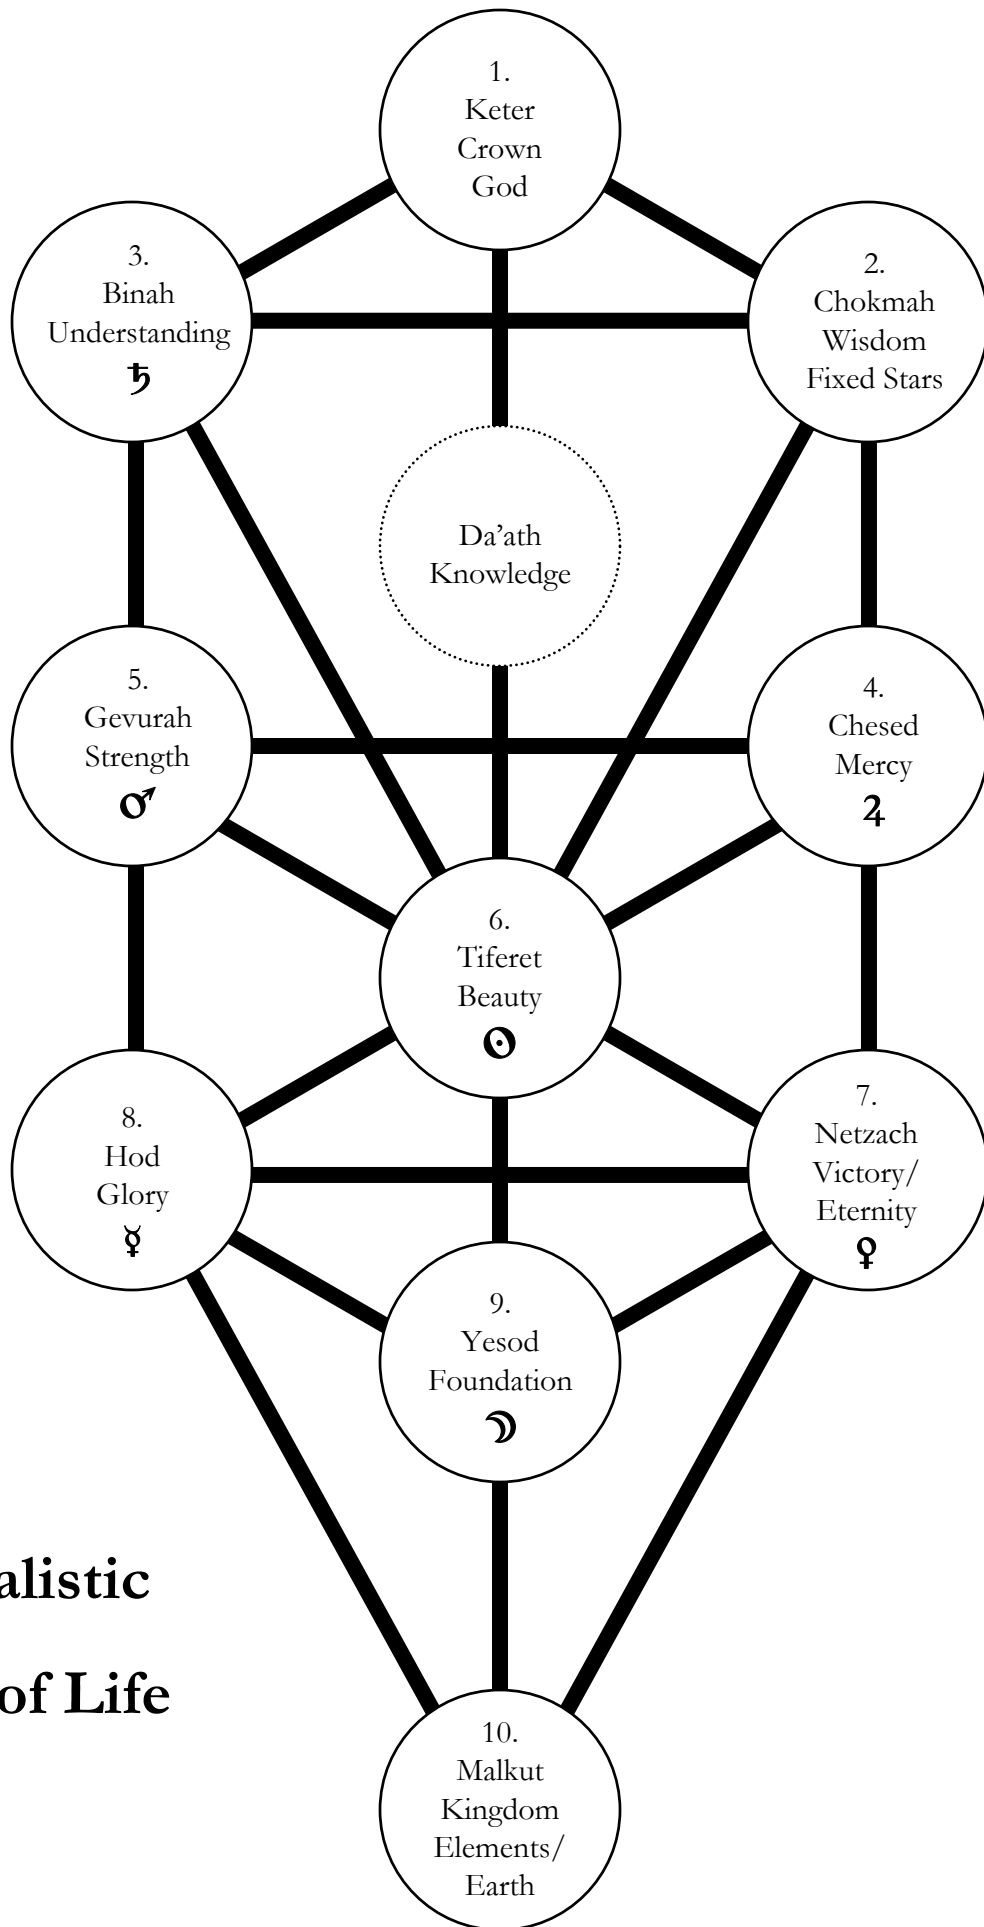 1.
Keter
Crown
God
3.
Binah
Understanding
♄
2.
Chokmah
Wisdom
Fixed Stars
Da’ath
Knowledge
5.
Gevurah
Strength
♂
4.
Chesed
Mercy
♃
6.
Tiferet
Beauty
☉
8.
Hod
Glory
☿
7.
Netzach
Victory/
Eternity
♀
9.
Yesod
Foundation
☽
alistic
of Life
10.
Malkut
Kingdom
Elements/
Earth